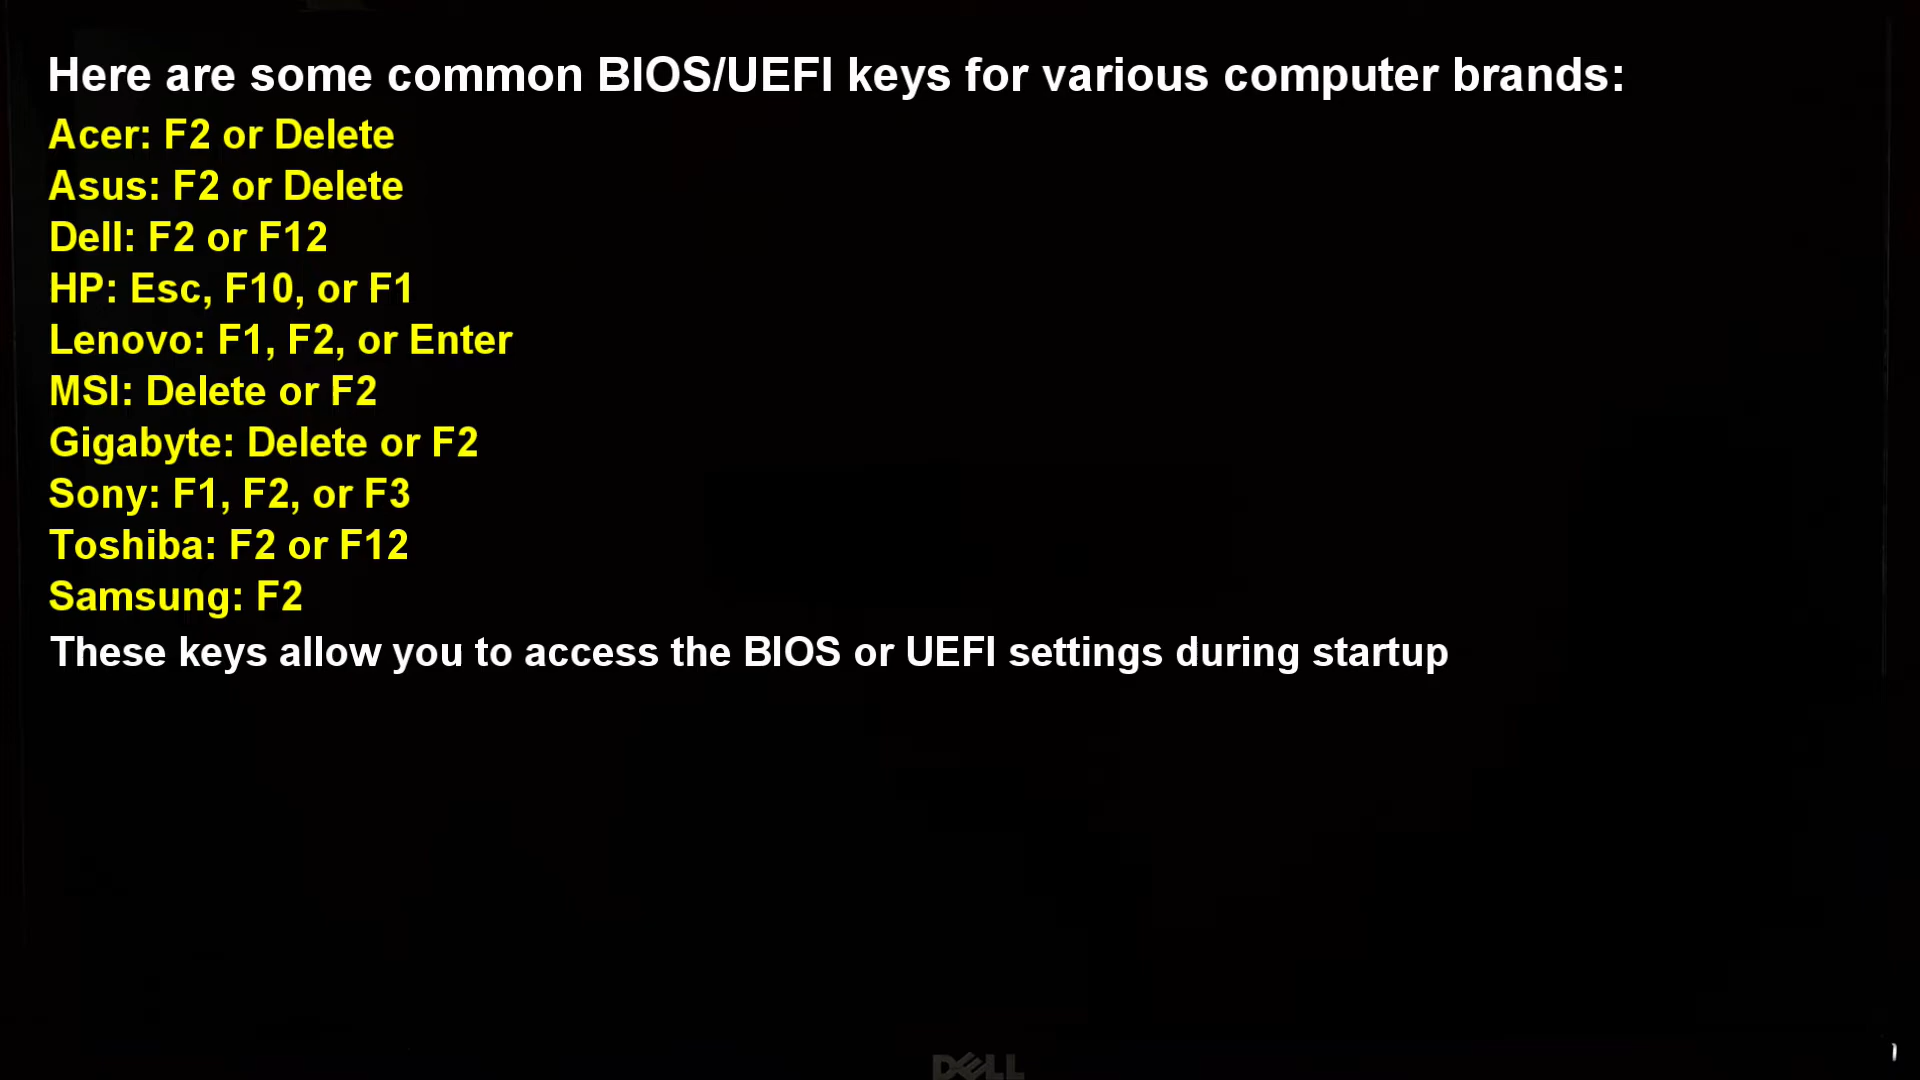 Here are some common BIOS/UEFI keys for various computer brands:
Acer: F2 or Delete
Asus: F2 or Delete
Dell: F2 or F12
HP: Esc, F10, or F1
Lenovo: F1, F2, or Enter
MSI: Delete or F2
Gigabyte: Delete or F2
Sony: F1, F2, or F3
Toshiba: F2 or F12
Samsung: F2
These keys allow you to access the BIOS or UEFI settings during startup
DELL